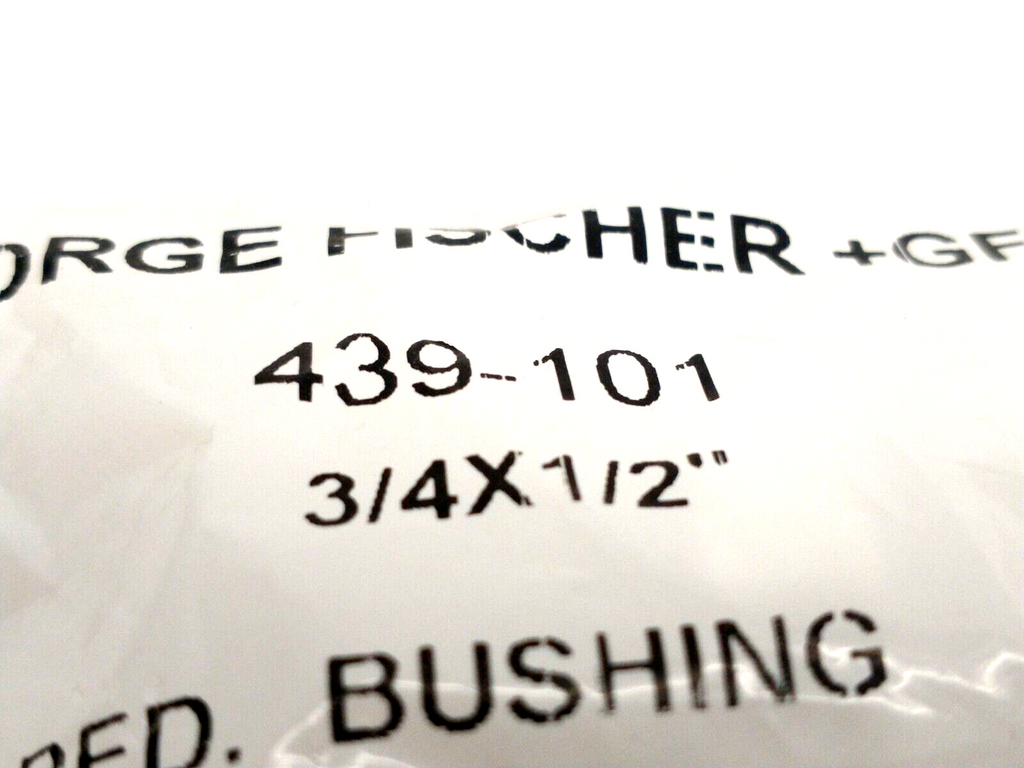 ORGE FISCHER +GF
439-101
3/4X1/2"
RED. BUSHING